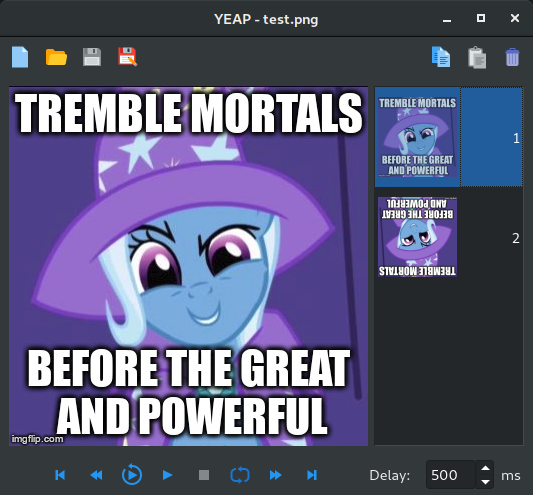 YEAP - test.png
TREMBLE MORTALS
BEFORE THE GREAT
AND POWERFUL
imgflip.com
TREMBLE MORTALS
BEFORE THE GREAT
AND POWERFUL
1
TREMBLE MORTALS
BEFORE THE GREAT
AND POWERFUL
2
Delay: 500 ms